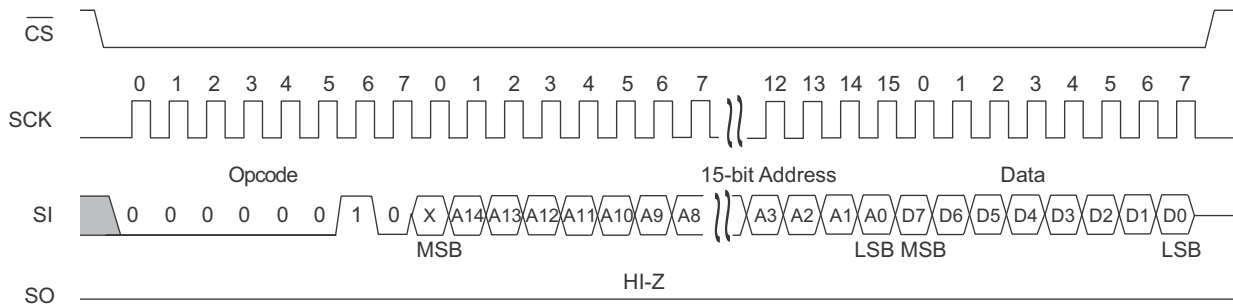 CS
0 1 2 3 4 5 6 7 0 1 2 3 4 5 6 7 12 13 14 15 0 1 2 3 4 5 6 7
SCK
Opcode 15-bit Address Data
SI 0 0 0 0 0 0 1 0 X A14 A13 A12 A11 A10 A9 A8 A3 A2 A1 A0 D7 D6 D5 D4 D3 D2 D1 D0
MSB LSB MSB LSB
HI-Z
SO